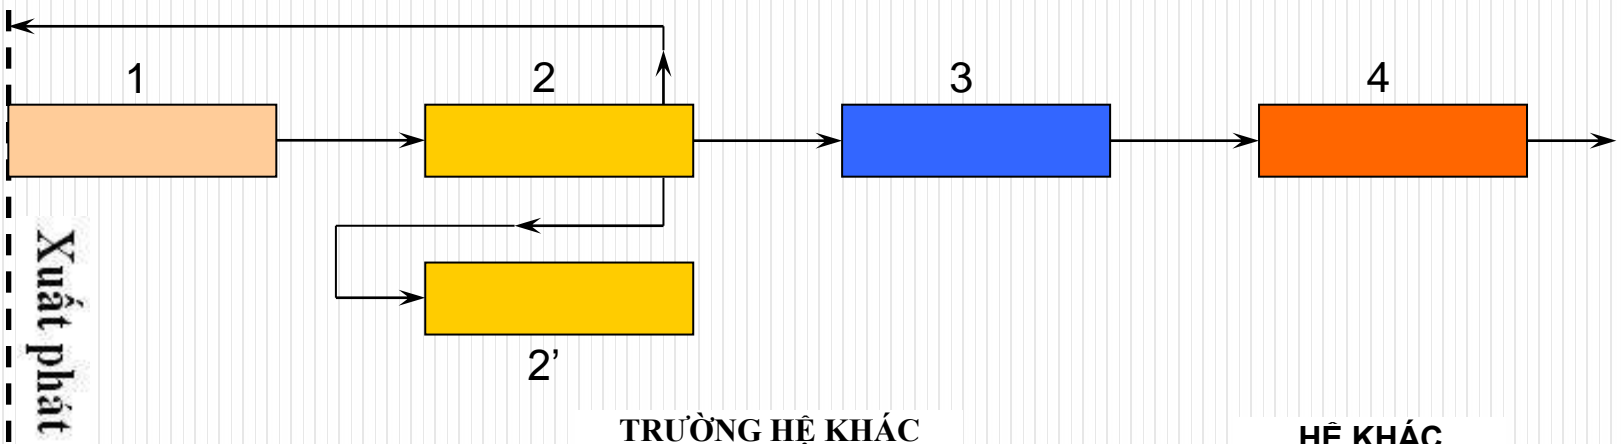 1
2
3
4
Xuất phát
2’
TRƯỜNG HỆ KHÁC
HỆ KHÁC